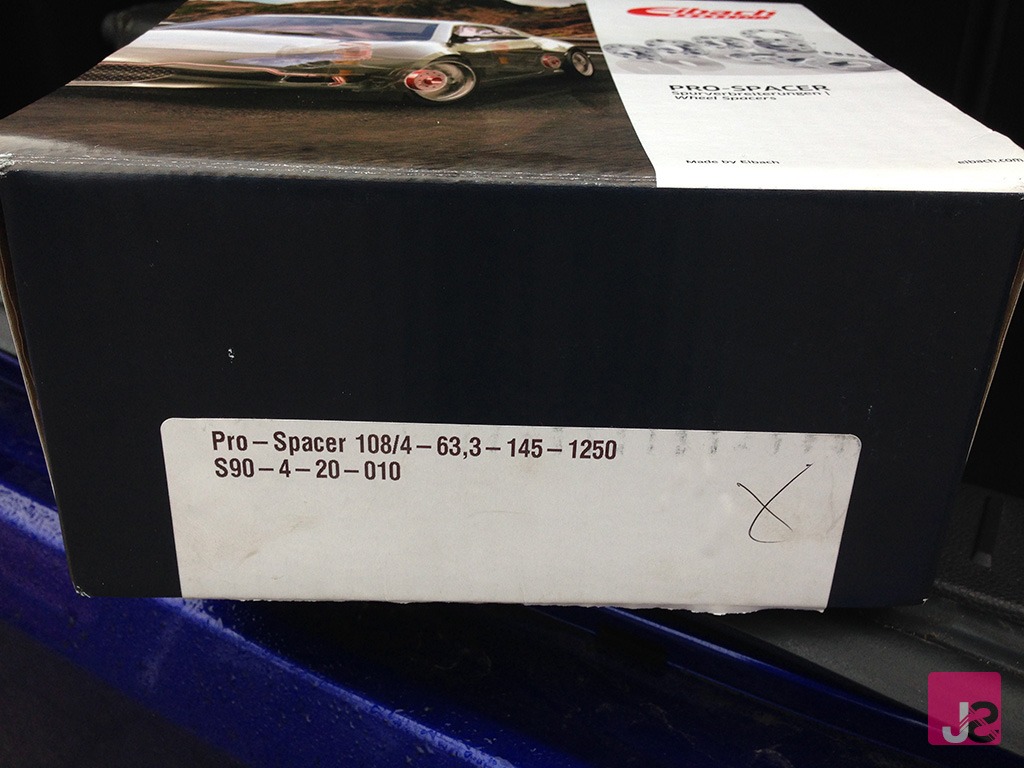 Eibach
PRO-SPACER
Spurverbreiterungen |
Wheel Spacers
Made by Eibach
eibach.com
Pro – Spacer 108/4 – 63,3 – 145 – 1250
S90 – 4 – 20 – 010
JS